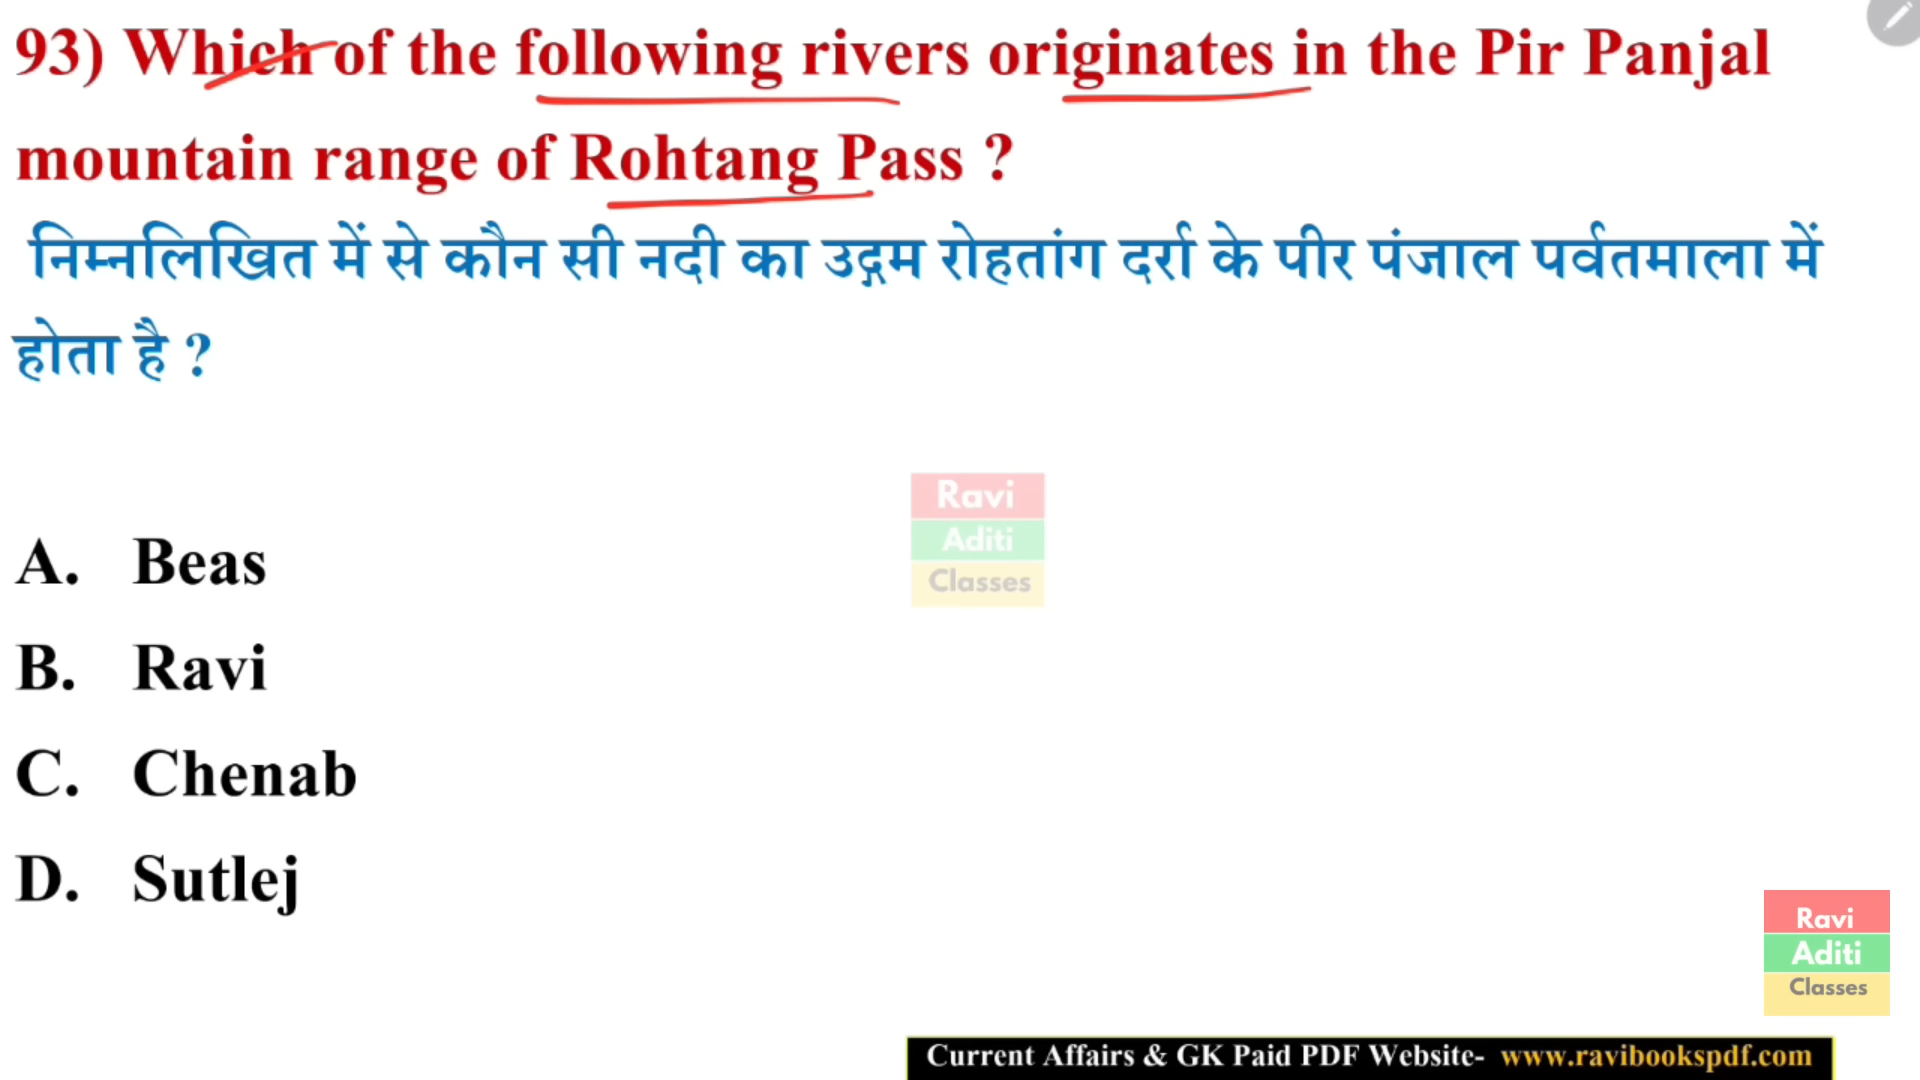 93) Which of the following rivers originates in the Pir Panjal
mountain range of Rohtang Pass ?
निम्नलिखित में से कौन सी नदी का उद्गम रोहतांग दर्रा के पीर पंजाल पर्वतमाला में
होता है ?
Ravi
Aditi
Classes
A. Beas
B. Ravi
C. Chenab
D. Sutlej
Ravi
Aditi
Classes
Current Affairs & GK Paid PDF Website- www.ravibookspdf.com